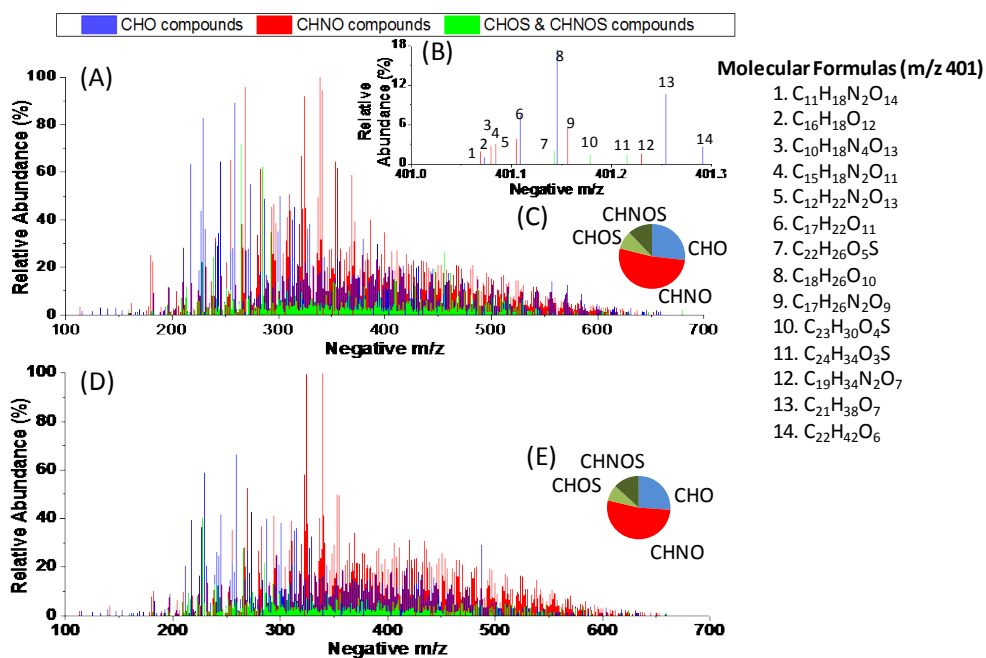 CHO compounds CHNO compounds CHOS & CHNOS compounds
(A)
100
80
60
40
20
0
Relative Abundance (%)
100 200 300 400 500 600 700
Negative m/z
(B)
18
12
6
0
Relative
Abundance (%)
1 2 3 4 5 6 7 8 9 10 11 12 13 14
401.0 401.1 401.2 401.3
Negative m/z
(C)
CHNOS
CHOS
CHO
CHNO
Molecular Formulas (m/z 401)
1. C₁₁H₁₈N₂O₁₄
2. C₁₆H₁₈O₁₂
3. C₁₀H₁₈N₄O₁₃
4. C₁₅H₁₈N₂O₁₁
5. C₁₂H₂₂N₂O₁₃
6. C₁₇H₂₂O₁₁
7. C₂₂H₂₆O₅S
8. C₁₈H₂₆O₁₀
9. C₁₇H₂₆N₂O₉
10. C₂₃H₃₀O₄S
11. C₂₄H₃₄O₃S
12. C₁₉H₃₄N₂O₇
13. C₂₁H₃₈O₇
14. C₂₂H₄₂O₆
(D)
100
80
60
40
20
0
Relative Abundance (%)
100 200 300 400 500 600 700
Negative m/z
(E)
CHNOS
CHOS
CHO
CHNO